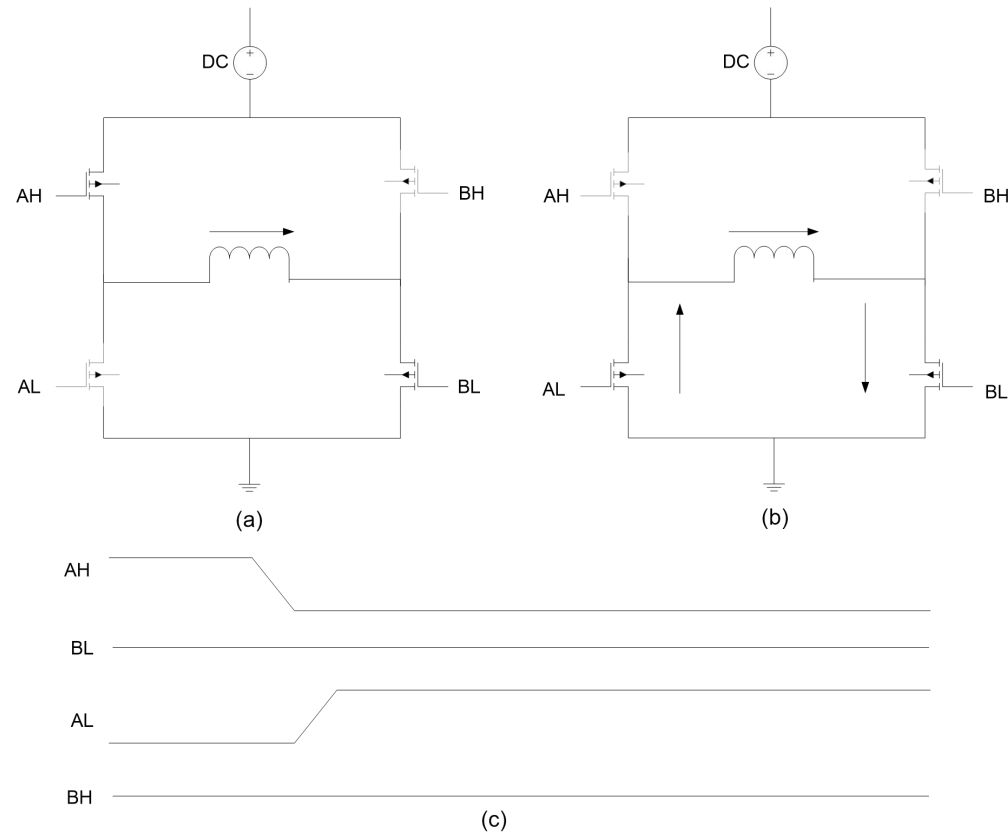 DC DC
+ +
− −
AH BH AH BH
AL BL AL BL
(a) (b)
AH
BL
AL
BH
(c)